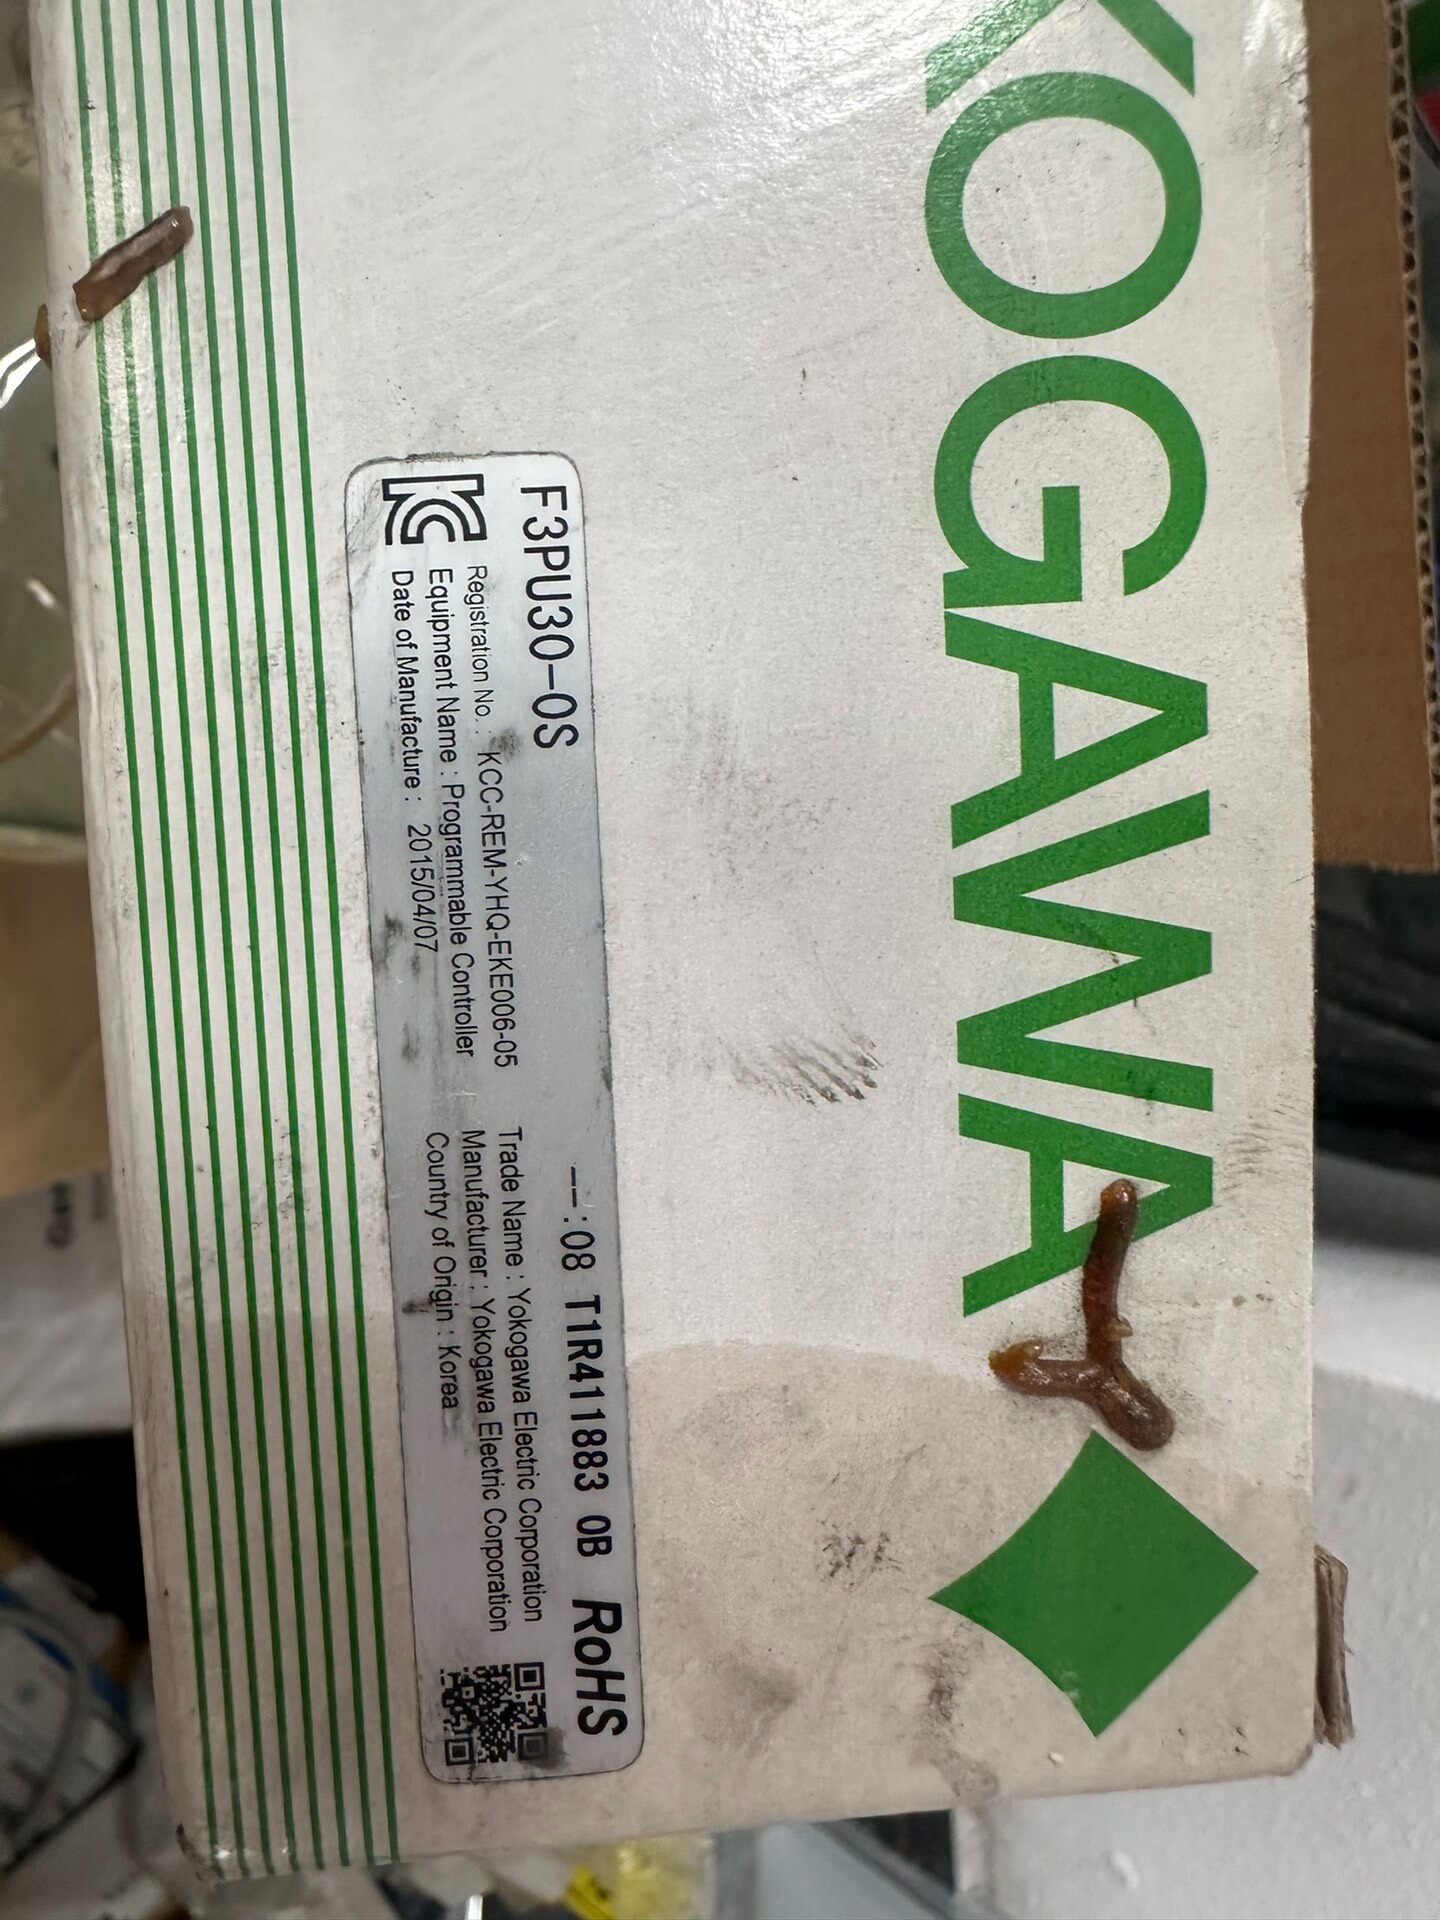 KOGAWA
F3PU30-0S
--:08 T1R411883 0B RoHS
Registration No. : KCC-REM-YHQ-EKE006-05
Equipment Name : Programmable Controller
Date of Manufacture : 2015/04/07
Trade Name : Yokogawa Electric Corporation
Manufacturer : Yokogawa Electric Corporation
Country of Origin : Korea